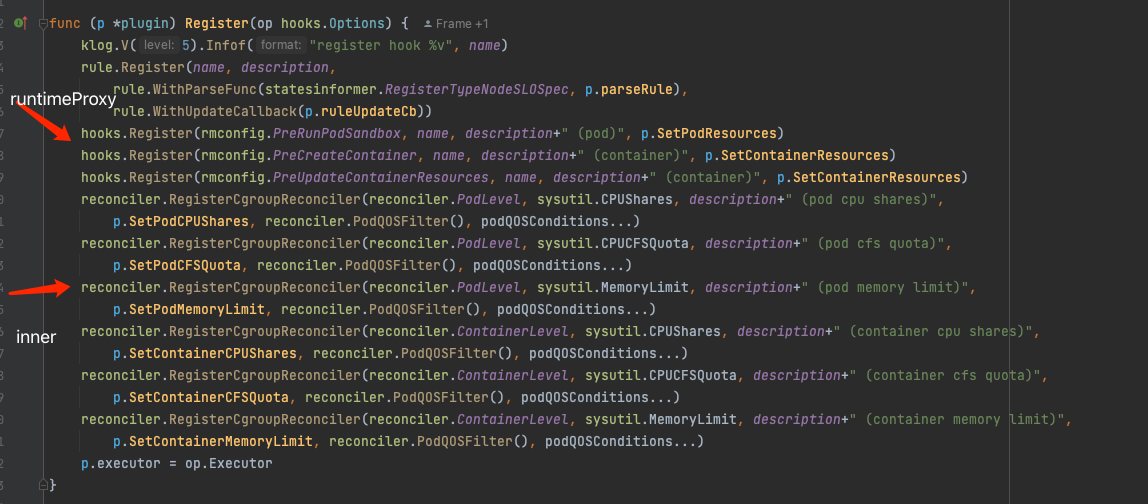 func (p *plugin) Register(op hooks.Options) { Frame +1
klog.V( level: 5).Infof( format: "register hook %v", name)
rule.Register(name, description,
runtimeProxy
rule.WithParseFunc(statesinformer.RegisterTypeNodeSLOSpec, p.parseRule),
rule.WithUpdateCallback(p.ruleUpdateCb))
hooks.Register(rmconfig.PreRunPodSandbox, name, description+" (pod)", p.SetPodResources)
hooks.Register(rmconfig.PreCreateContainer, name, description+" (container)", p.SetContainerResources)
hooks.Register(rmconfig.PreUpdateContainerResources, name, description+" (container)", p.SetContainerResources)
reconciler.RegisterCgroupReconciler(reconciler.PodLevel, sysutil.CPUShares, description+" (pod cpu shares)",
p.SetPodCPUShares, reconciler.PodQOSFilter(), podQOSConditions...)
reconciler.RegisterCgroupReconciler(reconciler.PodLevel, sysutil.CPUCFSQuota, description+" (pod cfs quota)",
p.SetPodCFSQuota, reconciler.PodQOSFilter(), podQOSConditions...)
reconciler.RegisterCgroupReconciler(reconciler.PodLevel, sysutil.MemoryLimit, description+" (pod memory limit)",
p.SetPodMemoryLimit, reconciler.PodQOSFilter(), podQOSConditions...)
inner
reconciler.RegisterCgroupReconciler(reconciler.ContainerLevel, sysutil.CPUShares, description+" (container cpu shares)",
p.SetContainerCPUShares, reconciler.PodQOSFilter(), podQOSConditions...)
reconciler.RegisterCgroupReconciler(reconciler.ContainerLevel, sysutil.CPUCFSQuota, description+" (container cfs quota)",
p.SetContainerCFSQuota, reconciler.PodQOSFilter(), podQOSConditions...)
reconciler.RegisterCgroupReconciler(reconciler.ContainerLevel, sysutil.MemoryLimit, description+" (container memory limit)",
p.SetContainerMemoryLimit, reconciler.PodQOSFilter(), podQOSConditions...)
p.executor = op.Executor
}